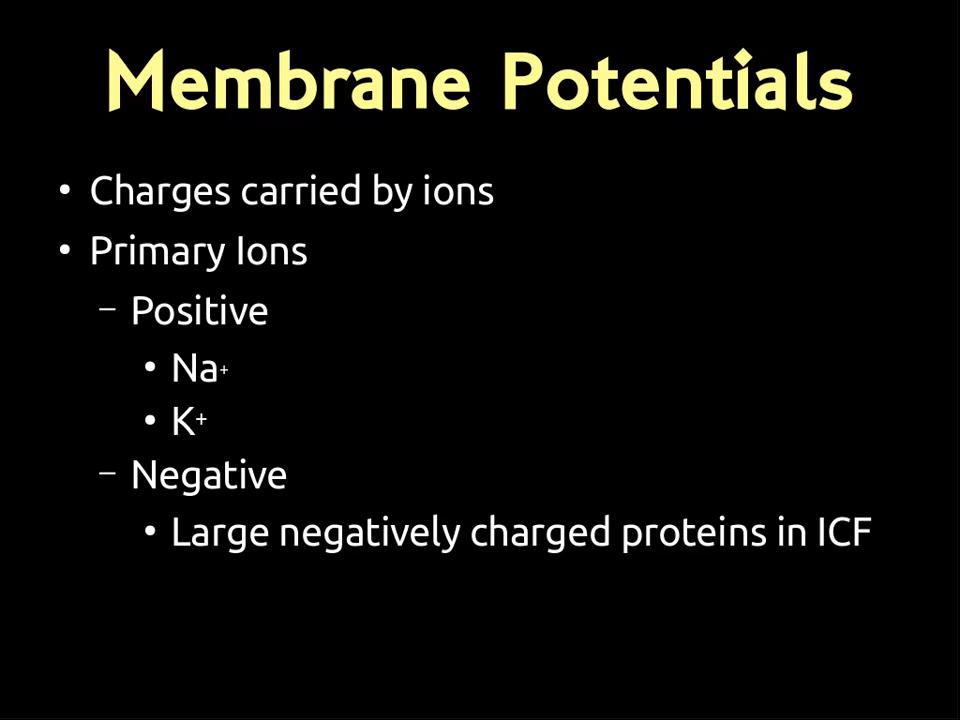 Membrane Potentials
• Charges carried by ions
• Primary Ions
– Positive
• Na⁺
• K⁺
– Negative
• Large negatively charged proteins in ICF